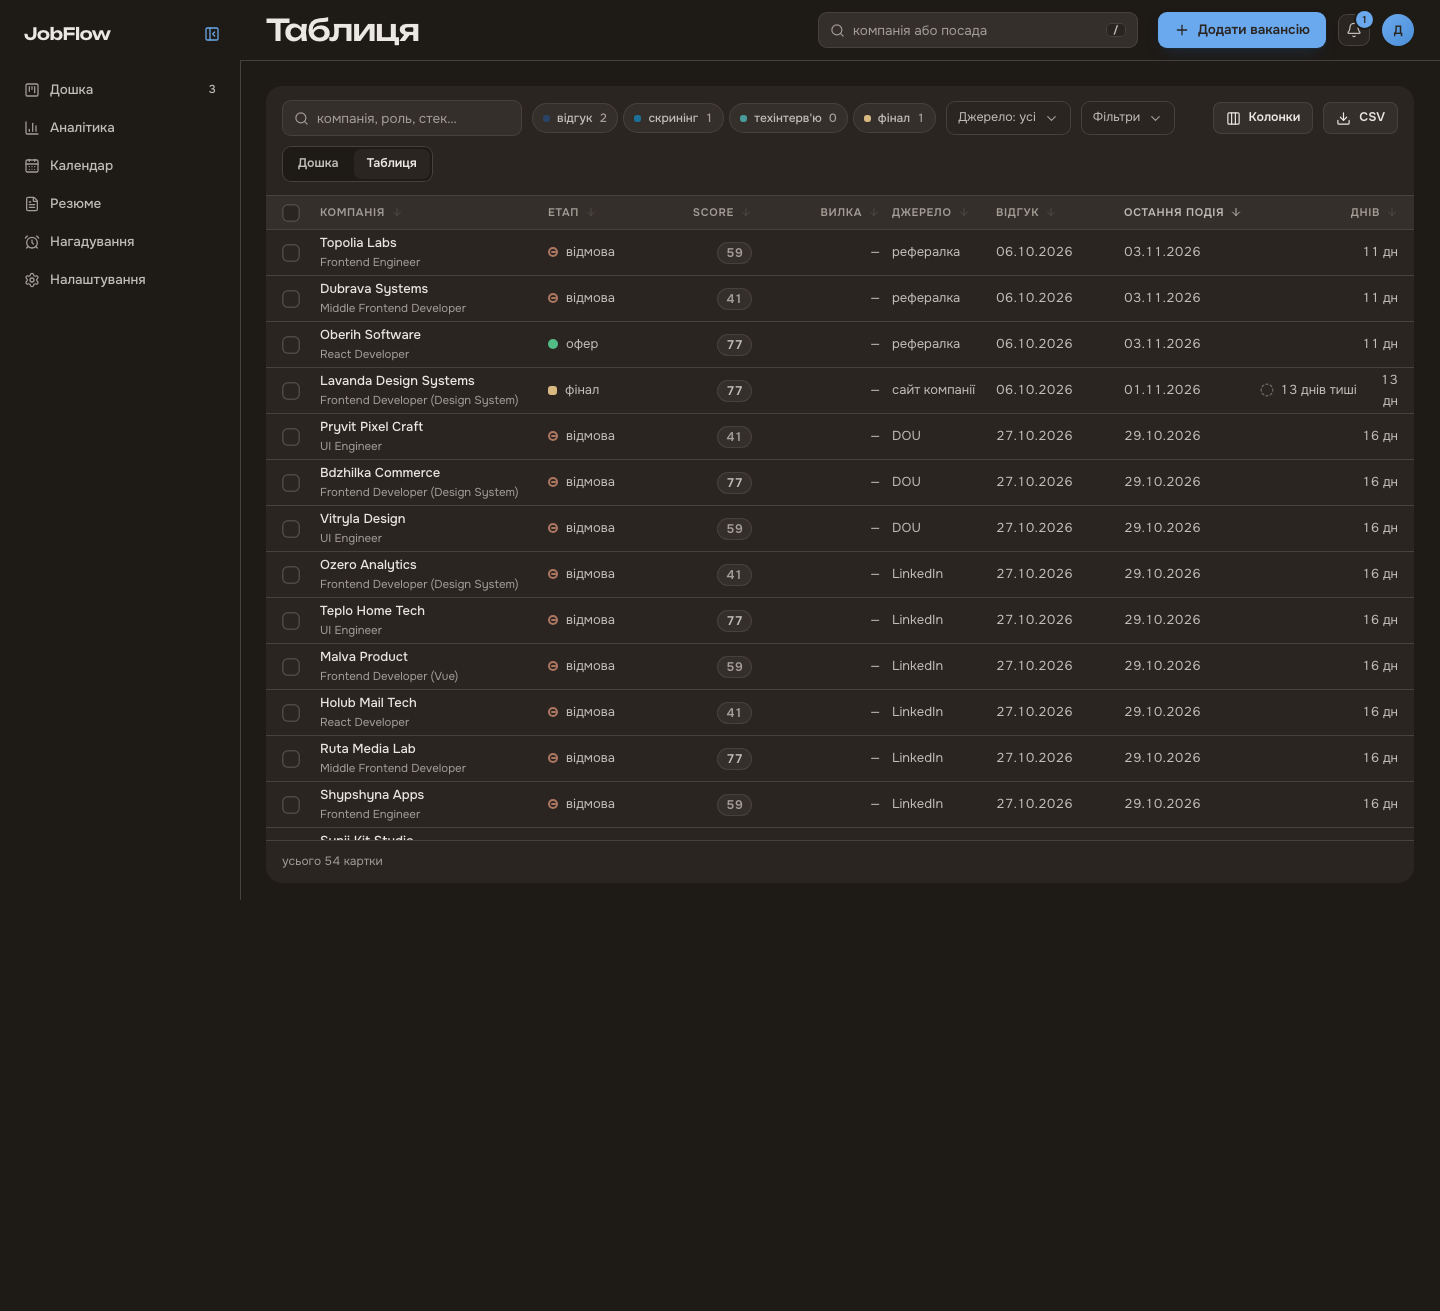 JobFlow
Таблиця
компанія або посада /
Додати вакансію
1
Д
Дошка 3
Аналітика
Календар
Резюме
Нагадування
Налаштування
компанія, роль, стек...
відгук 2
скринінг 1
техінтерв'ю 0
фінал 1
Джерело: усі
Фільтри
Колонки
CSV
Дошка
Таблиця
КОМПАНІЯ ЕТАП SCORE ВИЛКА ДЖЕРЕЛО ВІДГУК ОСТАННЯ ПОДІЯ ДНІВ
Topolia Labs
Frontend Engineer
відмова 59 – рефералка 06.10.2026 03.11.2026 11 дн
Dubrava Systems
Middle Frontend Developer
відмова 41 – рефералка 06.10.2026 03.11.2026 11 дн
Oberih Software
React Developer
офер 77 – рефералка 06.10.2026 03.11.2026 11 дн
Lavanda Design Systems
Frontend Developer (Design System)
фінал 77 – сайт компанії 06.10.2026 01.11.2026 13 днів тиші 13 дн
Pryvit Pixel Craft
UI Engineer
відмова 41 – DOU 27.10.2026 29.10.2026 16 дн
Bdzhilka Commerce
Frontend Developer (Design System)
відмова 77 – DOU 27.10.2026 29.10.2026 16 дн
Vitryla Design
UI Engineer
відмова 59 – DOU 27.10.2026 29.10.2026 16 дн
Ozero Analytics
Frontend Developer (Design System)
відмова 41 – LinkedIn 27.10.2026 29.10.2026 16 дн
Teplo Home Tech
UI Engineer
відмова 77 – LinkedIn 27.10.2026 29.10.2026 16 дн
Malva Product
Frontend Developer (Vue)
відмова 59 – LinkedIn 27.10.2026 29.10.2026 16 дн
Holub Mail Tech
React Developer
відмова 41 – LinkedIn 27.10.2026 29.10.2026 16 дн
Ruta Media Lab
Middle Frontend Developer
відмова 77 – LinkedIn 27.10.2026 29.10.2026 16 дн
Shypshyna Apps
Frontend Engineer
відмова 59 – LinkedIn 27.10.2026 29.10.2026 16 дн
усього 54 картки